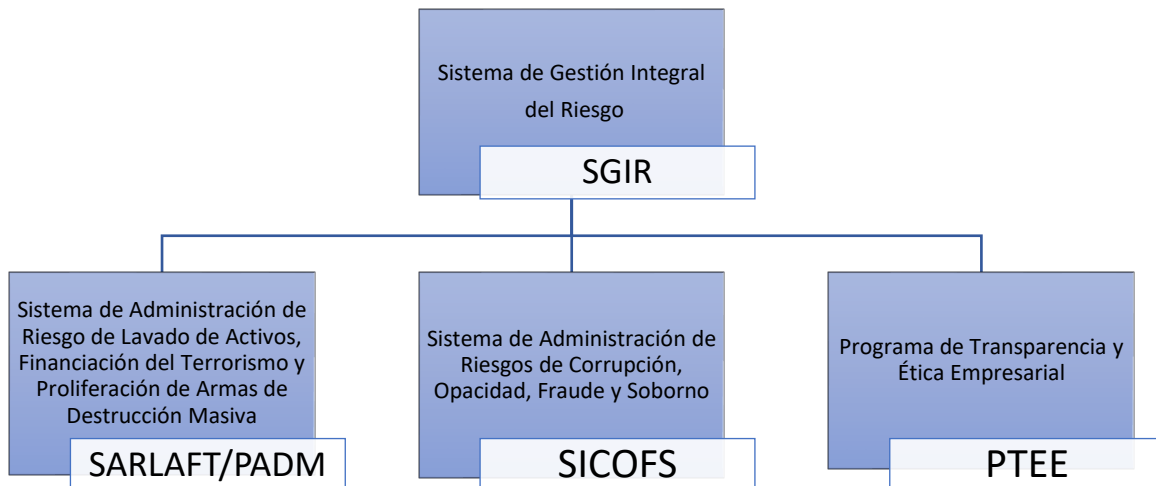 Sistema de Gestión Integral
del Riesgo
SGIR
Sistema de Administración de
Riesgo de Lavado de Activos,
Financiación del Terrorismo y
Proliferación de Armas de
Destrucción Masiva
SARLAFT/PADM
Sistema de Administración de
Riesgos de Corrupción,
Opacidad, Fraude y Soborno
SICOFS
Programa de Transparencia y
Ética Empresarial
PTEE